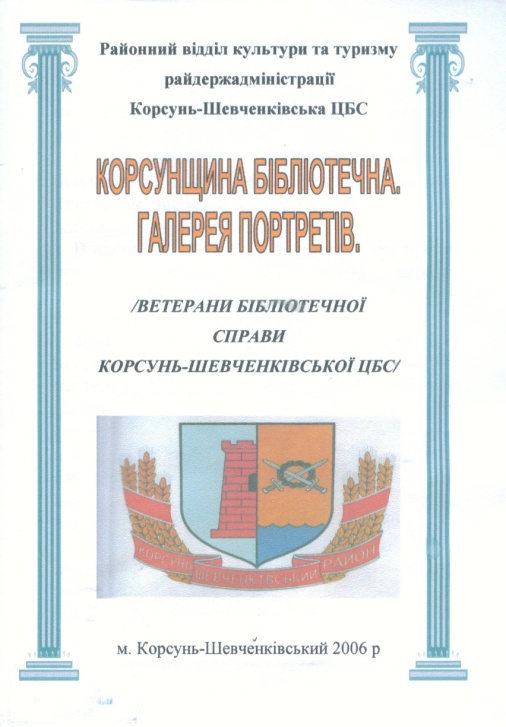 Районний відділ культури та туризму
райдержадміністрації
Корсунь-Шевченківська ЦБС
КОРСУНЩИНА БІБЛІОТЕЧНА.
ГАЛЕРЕЯ ПОРТРЕТІВ.
/ВЕТЕРАНИ БІБЛІОТЕЧНОЇ
СПРАВИ
КОРСУНЬ-ШЕВЧЕНКІВСЬКОЇ ЦБС/
КОРСУНЬ
ШЕВЧЕНКІВСЬКИЙ
РАЙОН
м. Корсунь-Шевченківський 2006 р